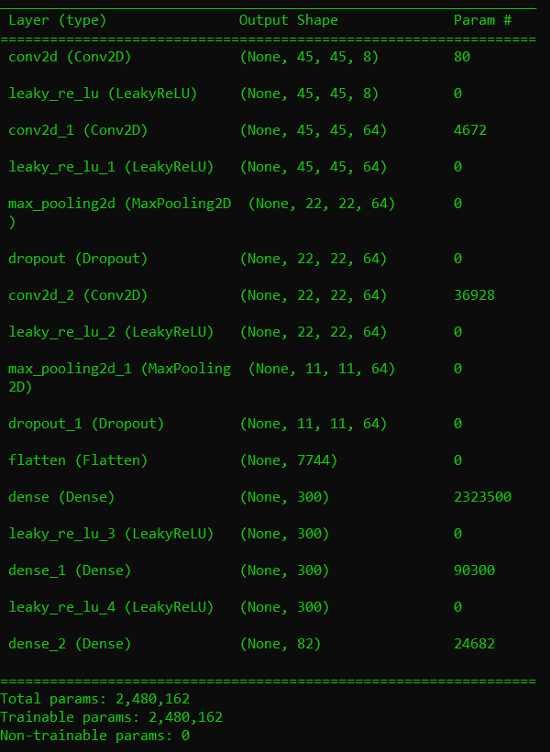 Layer (type) Output Shape Param #
=================================================================
conv2d (Conv2D) (None, 45, 45, 8) 80
leaky_re_lu (LeakyReLU) (None, 45, 45, 8) 0
conv2d_1 (Conv2D) (None, 45, 45, 64) 4672
leaky_re_lu_1 (LeakyReLU) (None, 45, 45, 64) 0
max_pooling2d (MaxPooling2D (None, 22, 22, 64) 0
)
dropout (Dropout) (None, 22, 22, 64) 0
conv2d_2 (Conv2D) (None, 22, 22, 64) 36928
leaky_re_lu_2 (LeakyReLU) (None, 22, 22, 64) 0
max_pooling2d_1 (MaxPooling (None, 11, 11, 64) 0
2D)
dropout_1 (Dropout) (None, 11, 11, 64) 0
flatten (Flatten) (None, 7744) 0
dense (Dense) (None, 300) 2323500
leaky_re_lu_3 (LeakyReLU) (None, 300) 0
dense_1 (Dense) (None, 300) 90300
leaky_re_lu_4 (LeakyReLU) (None, 300) 0
dense_2 (Dense) (None, 82) 24682
=================================================================
Total params: 2,480,162
Trainable params: 2,480,162
Non-trainable params: 0